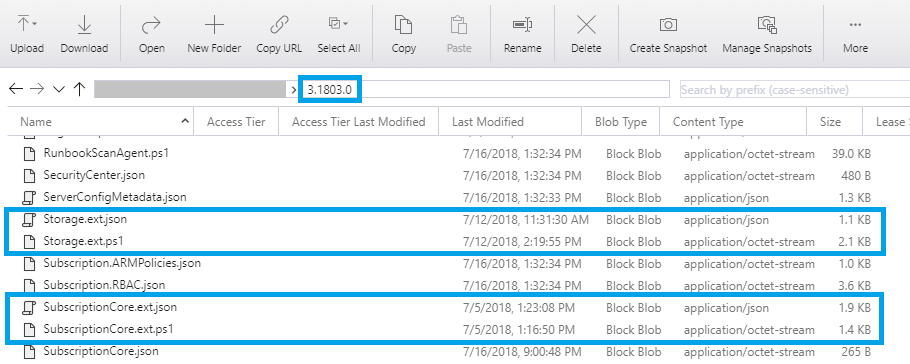 Upload Download Open New Folder Copy URL Select All Copy Paste Rename Delete Create Snapshot Manage Snapshots More
3.1803.0 Search by prefix (case-sensitive)
Name Access Tier Access Tier Last Modified Last Modified Blob Type Content Type Size Lease
RunbookScanAgent.ps1 7/16/2018, 1:32:34 PM Block Blob application/octet-stream 39.0 KB
SecurityCenter.json 7/16/2018, 1:32:34 PM Block Blob application/octet-stream 480 B
ServerConfigMetadata.json 7/16/2018, 1:32:33 PM Block Blob application/json 1.3 KB
Storage.ext.json 7/12/2018, 11:31:30 AM Block Blob application/json 1.1 KB
Storage.ext.ps1 7/12/2018, 2:19:55 PM Block Blob application/octet-stream 2.1 KB
Subscription.ARMPolicies.json 7/16/2018, 1:32:34 PM Block Blob application/octet-stream 1.0 KB
Subscription.RBAC.json 7/16/2018, 1:32:34 PM Block Blob application/octet-stream 3.6 KB
SubscriptionCore.ext.json 7/5/2018, 1:23:08 PM Block Blob application/json 1.9 KB
SubscriptionCore.ext.ps1 7/5/2018, 1:16:50 PM Block Blob application/octet-stream 1.4 KB
SubscriptionCore.json 7/16/2018, 9:00:48 PM Block Blob application/octet-stream 265 B